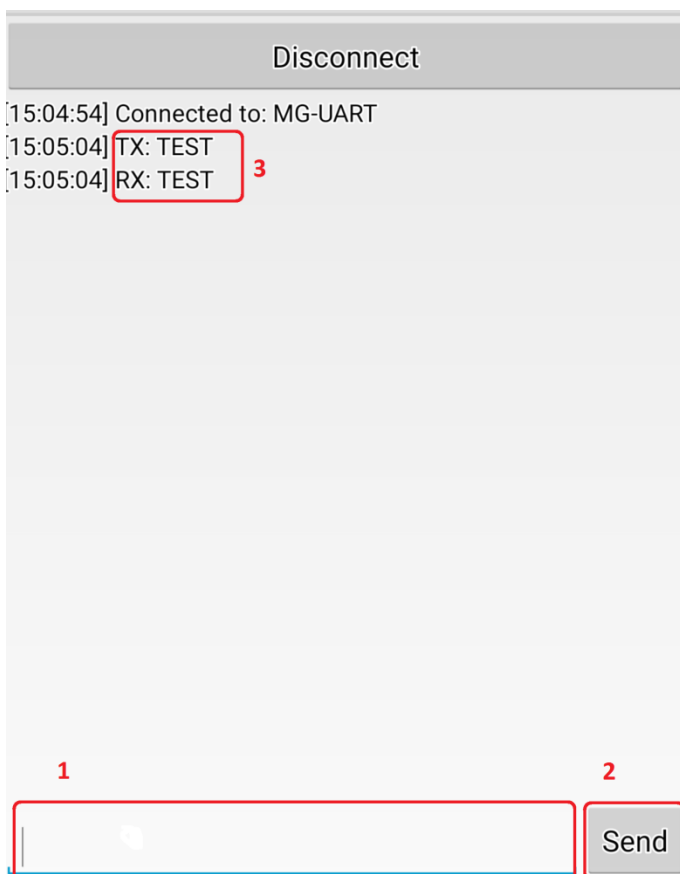 Disconnect
[15:04:54] Connected to: MG-UART
[15:05:04] TX: TEST
[15:05:04] RX: TEST
3
1
2
Send